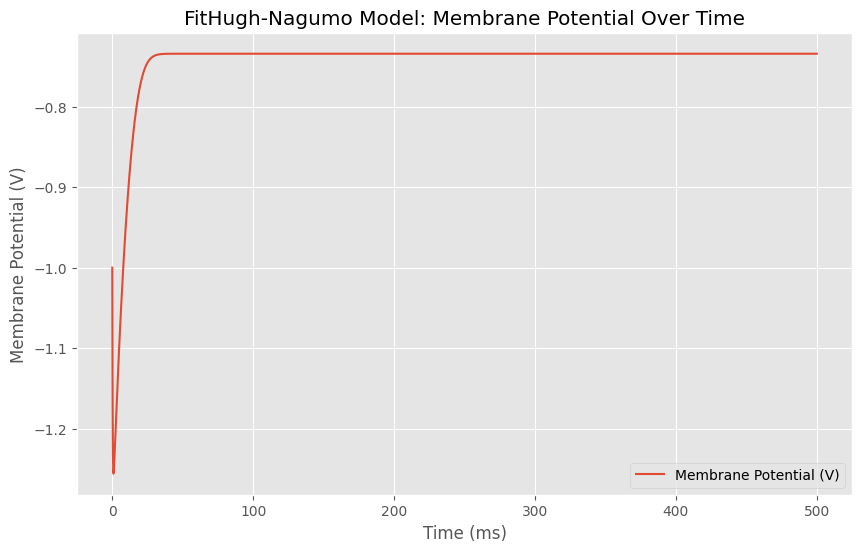 FitHugh-Nagumo Model: Membrane Potential Over Time
Membrane Potential (V)
−0.8
−0.9
−1.0
−1.1
−1.2
Membrane Potential (V)
0
100
200
300
400
500
Time (ms)